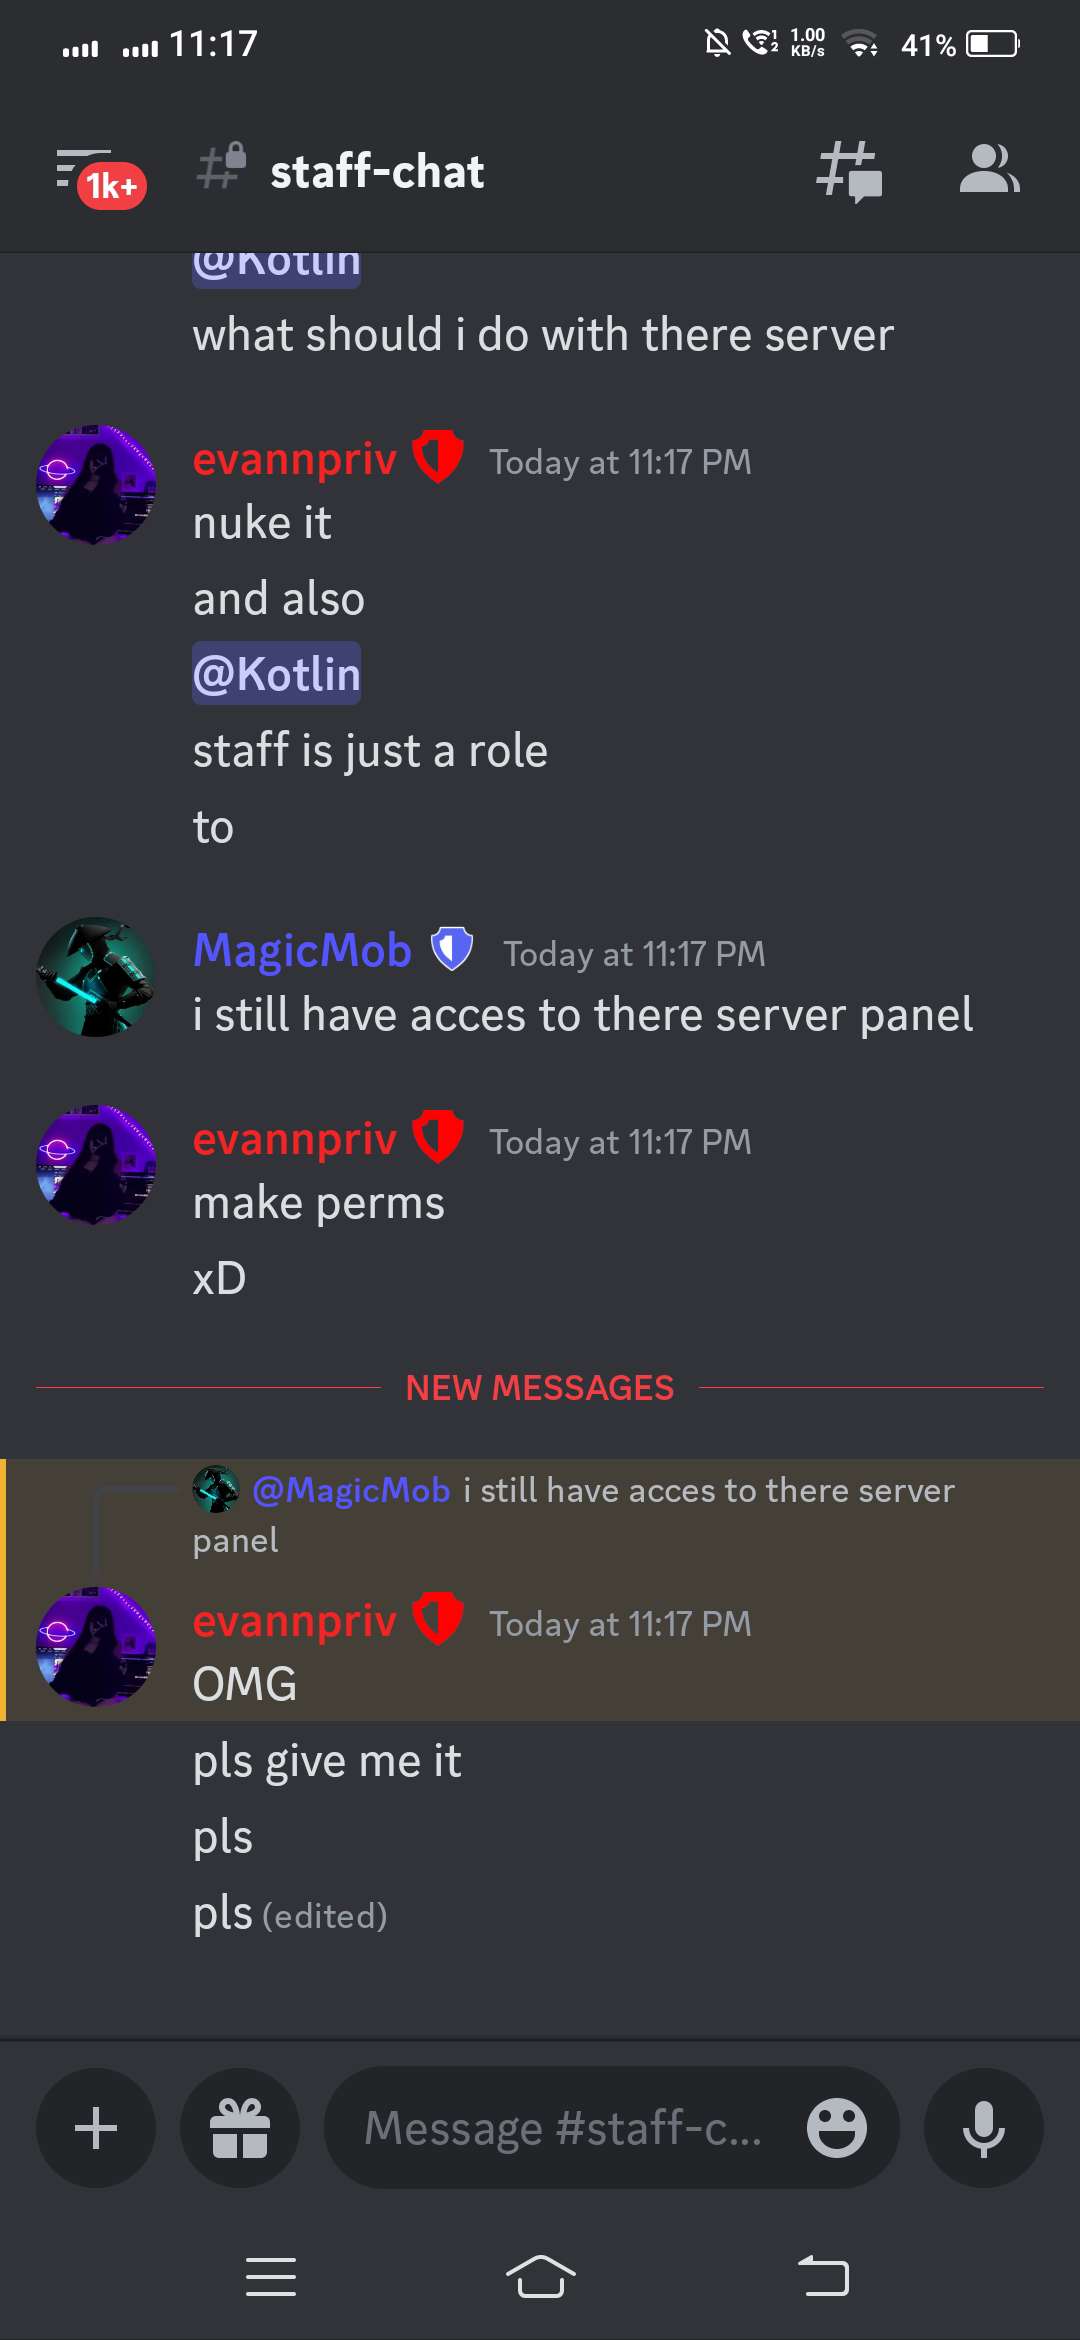 11:17
1.00
KB/s
41%
1k+
staff-chat
@Kotlin
what should i do with there server
evannpriv Today at 11:17 PM
nuke it
and also
@Kotlin
staff is just a role
to
MagicMob Today at 11:17 PM
i still have acces to there server panel
evannpriv Today at 11:17 PM
make perms
xD
NEW MESSAGES
@MagicMob i still have acces to there server
panel
evannpriv Today at 11:17 PM
OMG
pls give me it
pls
pls (edited)
Message #staff-c...